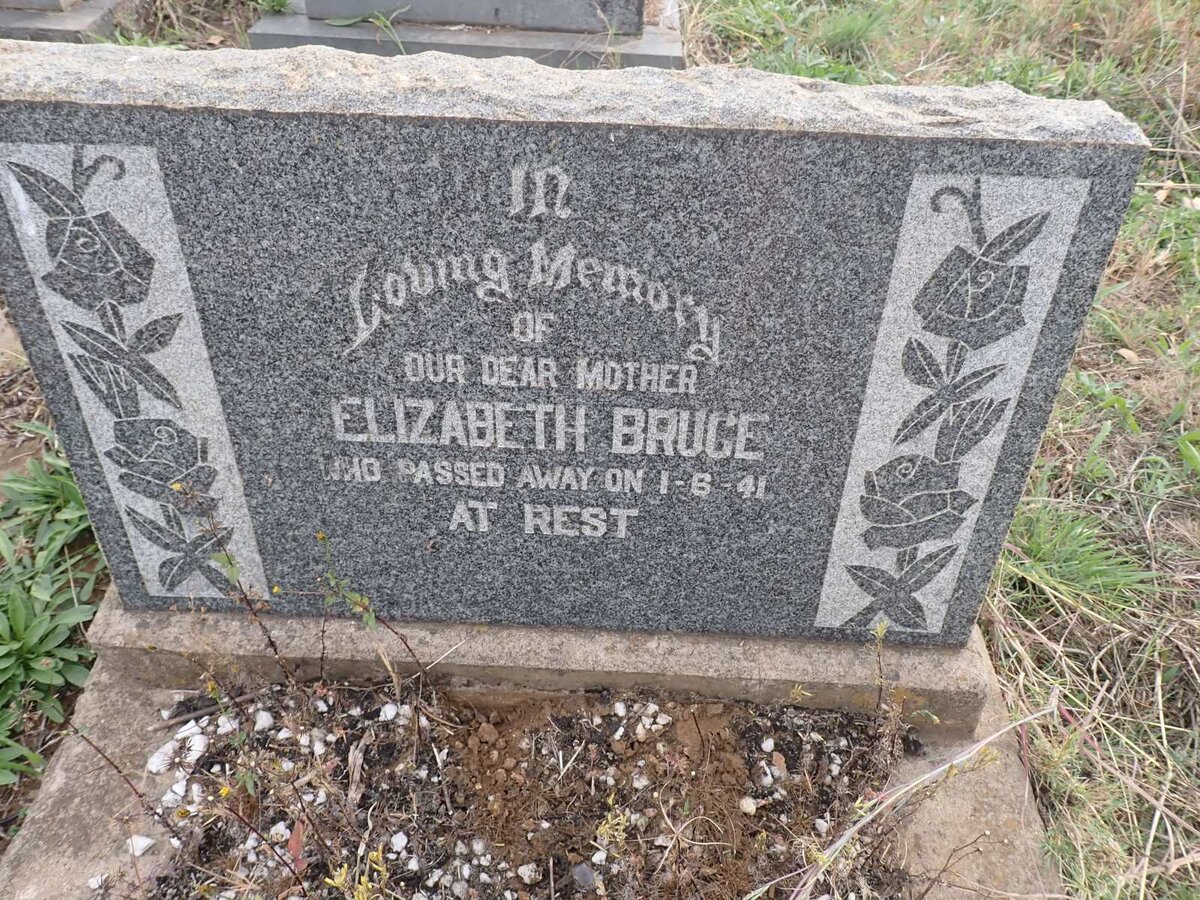 In
Loving Memory
OF
OUR DEAR MOTHER
ELIZABETH BRUCE
WHO PASSED AWAY ON 1-6-41
AT REST